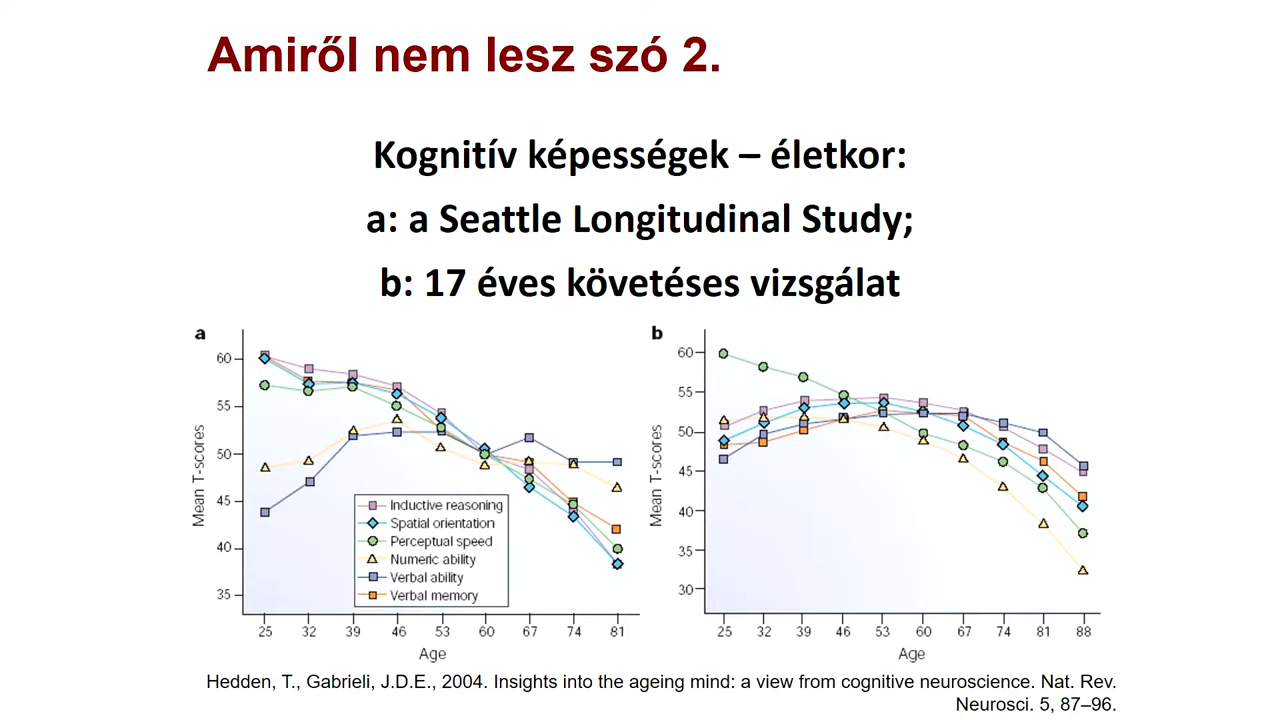 Amiről nem lesz szó 2.
Kognitív képességek – életkor:
a: a Seattle Longitudinal Study;
b: 17 éves követéses vizsgálat
a
60
55
50
45
40
35
Mean T-scores
Inductive reasoning
Spatial orientation
Perceptual speed
Numeric ability
Verbal ability
Verbal memory
25 32 39 46 53 60 67 74 81
Age
b
60
55
50
45
40
35
30
Mean T-scores
25 32 39 46 53 60 67 74 81 88
Age
Hedden, T., Gabrieli, J.D.E., 2004. Insights into the ageing mind: a view from cognitive neuroscience. Nat. Rev.
Neurosci. 5, 87–96.